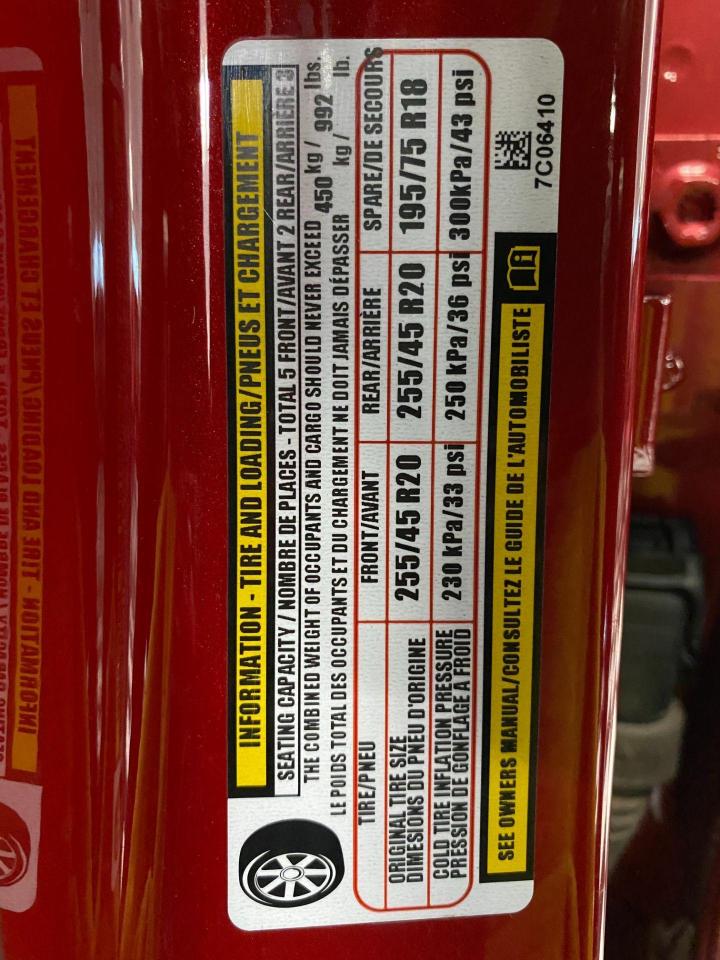 INFORMATION - TIRE AND LOADING/PNEUS ET CHARGEMENT
SEATING CAPACITY / NOMBRE DE PLACES - TOTAL 5 FRONT/AVANT 2 REAR/ARRIÈRE 3
THE COMBINED WEIGHT OF OCCUPANTS AND CARGO SHOULD NEVER EXCEED 450 kg / 992 lbs.
LE POIDS TOTAL DES OCCUPANTS ET DU CHARGEMENT NE DOIT JAMAIS DÉPASSER kg / lb.
TIRE/PNEU FRONT/AVANT REAR/ARRIÈRE SPARE/DE SECOURS
ORIGINAL TIRE SIZE
DIMESIONS DU PNEU D'ORIGINE 255/45 R20 255/45 R20 195/75 R18
COLD TIRE INFLATION PRESSURE
PRESSION DE GONFLAGE A FROID 230 kPa/33 psi 250 kPa/36 psi 300kPa/43 psi
SEE OWNERS MANUAL/CONSULTEZ LE GUIDE DE L'AUTOMOBILISTE
7C06410